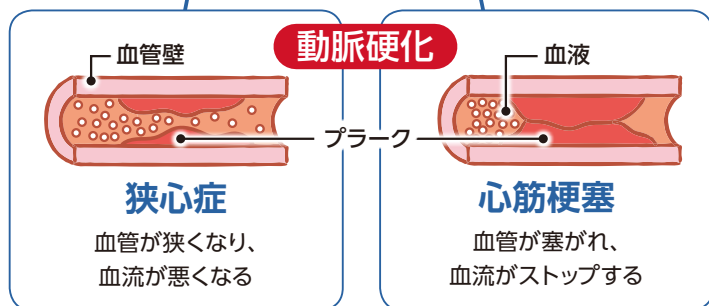 動脈硬化
血管壁
血液
プラーク
狭心症
血管が狭くなり、
血流が悪くなる
心筋梗塞
血管が塞がれ、
血流がストップする